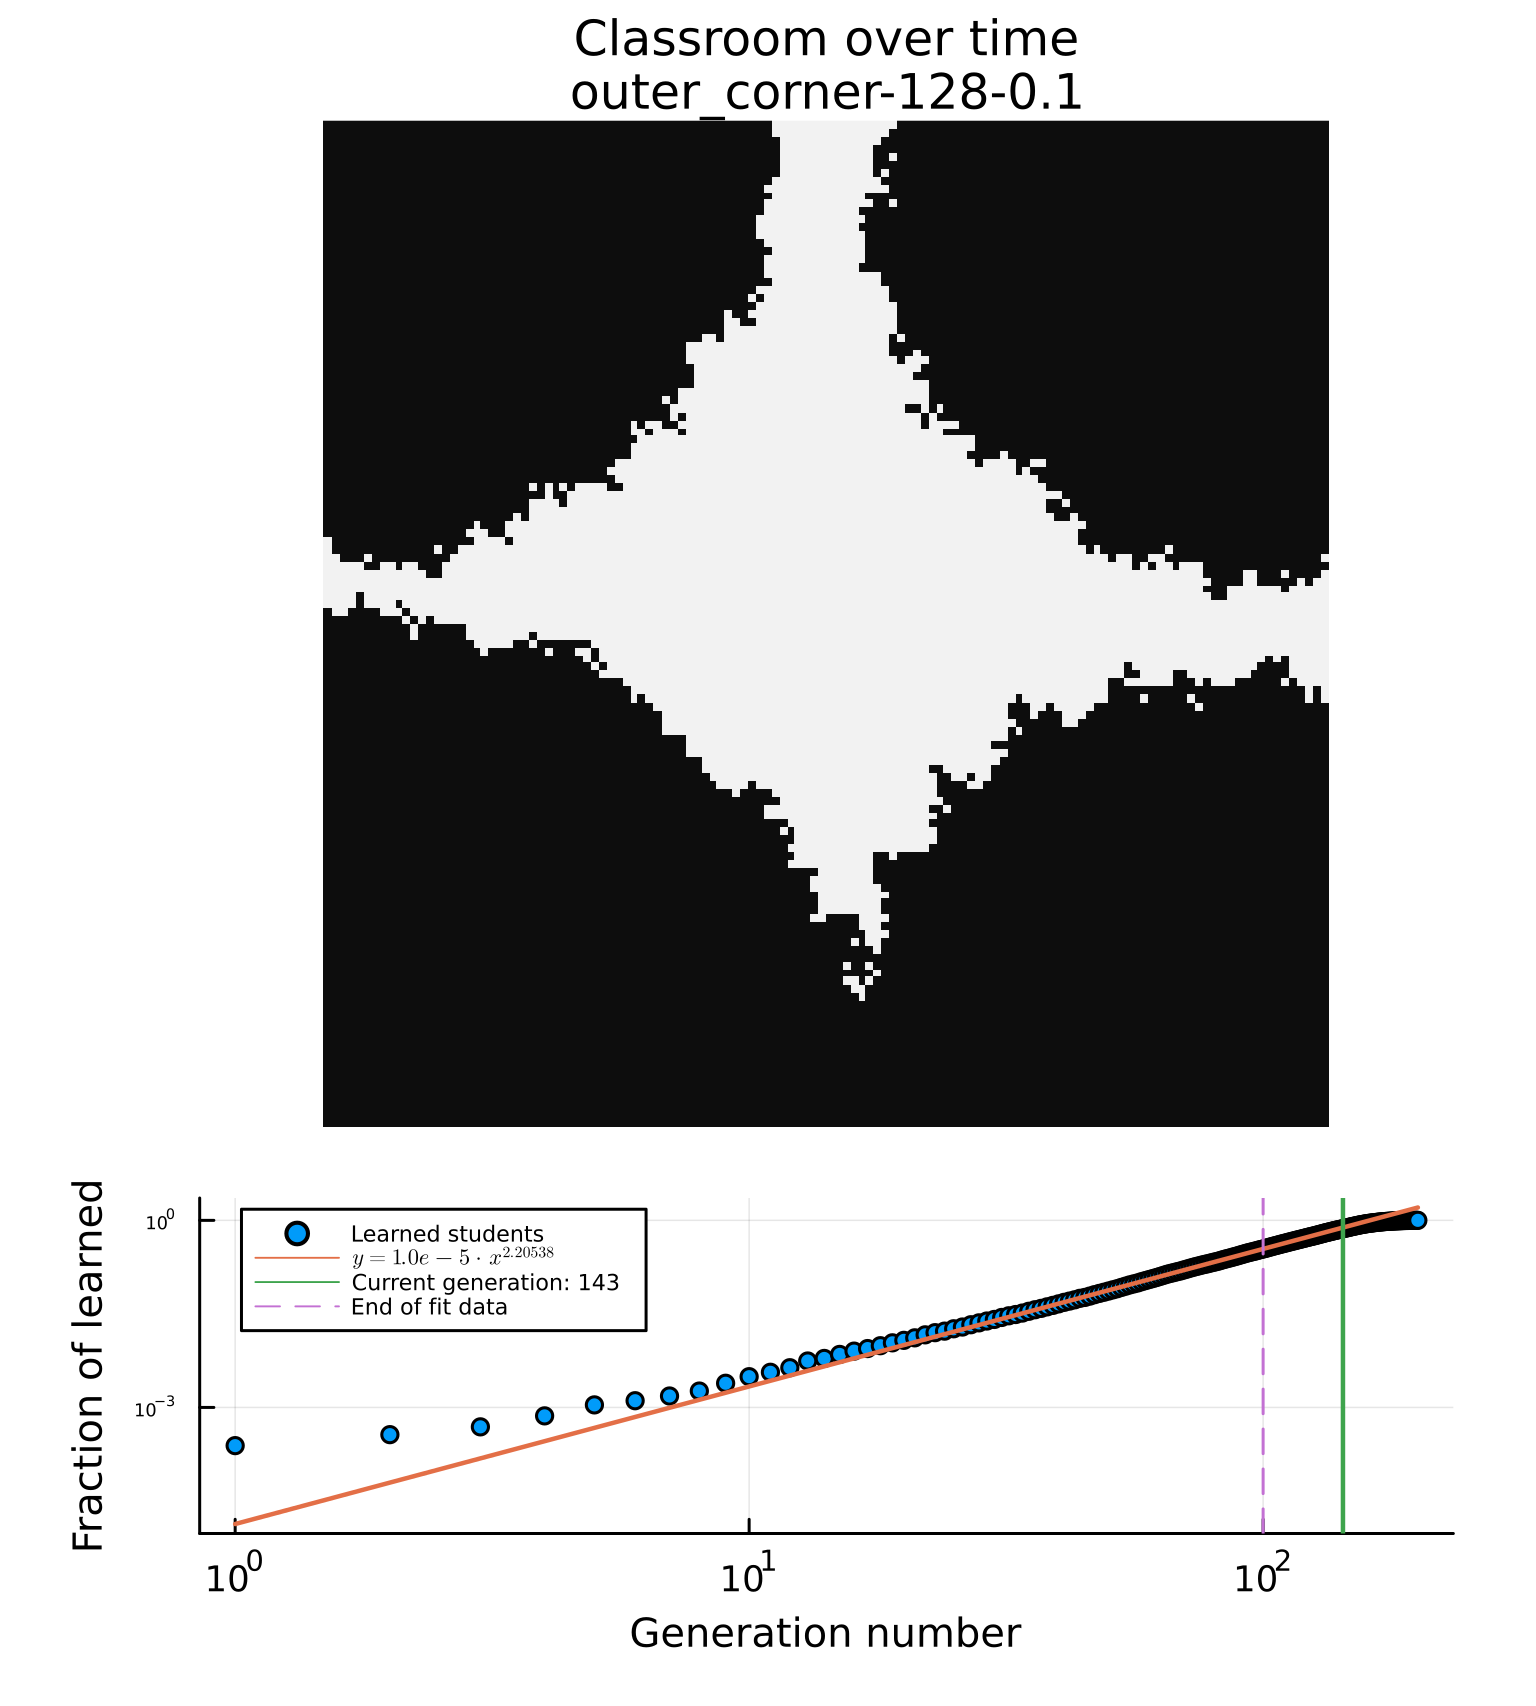 Classroom over time
outer_corner-128-0.1
Fraction of learned
10^0
10^-3
Learned students
y = 1.0e − 5 · x^2.20538
Current generation: 143
End of fit data
10^0
10^1
10^2
Generation number